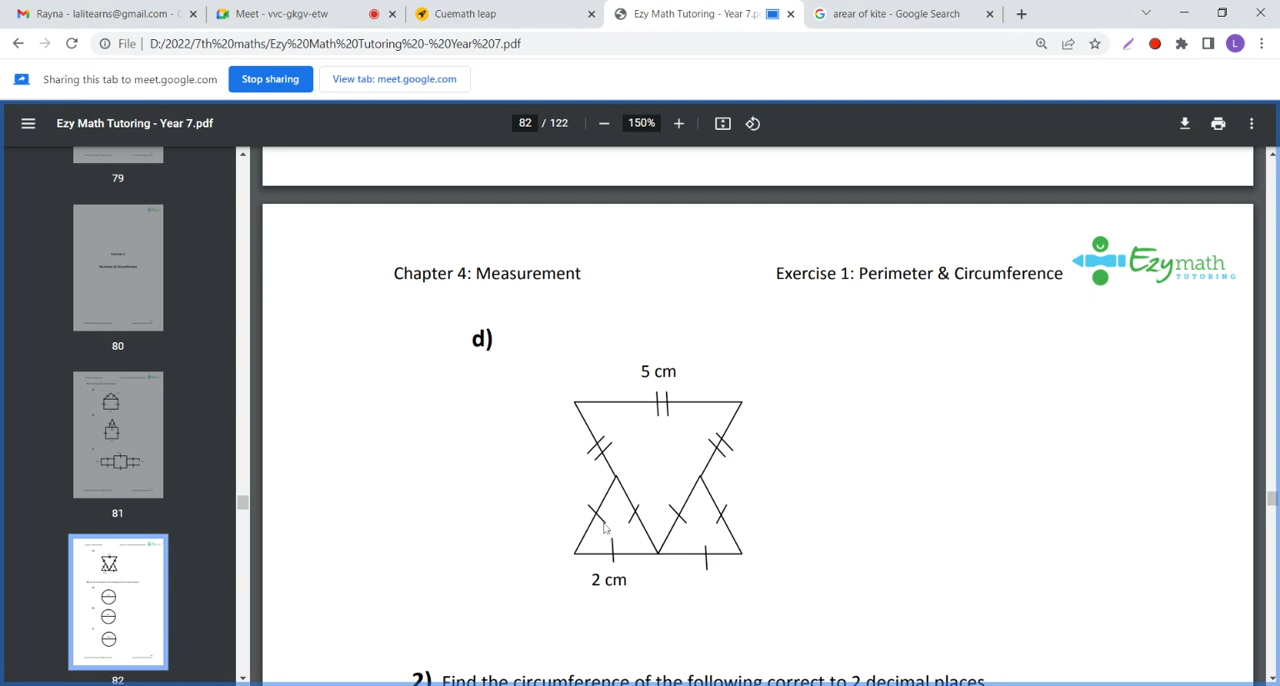 Rayna - lalitearns@gmail.com - G
Meet - vvc-gkgv-etw
Cuemath leap
Ezy Math Tutoring - Year 7.p
arear of kite - Google Search
File
D:/2022/7th%20maths/Ezy%20Math%20Tutoring%20-%20Year%207.pdf
L
Sharing this tab to meet.google.com
Stop sharing
View tab: meet.google.com
Ezy Math Tutoring - Year 7.pdf
82 / 122
150%
79
80
81
82
Chapter 4: Measurement
Exercise 1: Perimeter & Circumference
Ezymath
TUTORING
d)
5 cm
2 cm
2) Find the circumference of the following correct to 2 decimal places